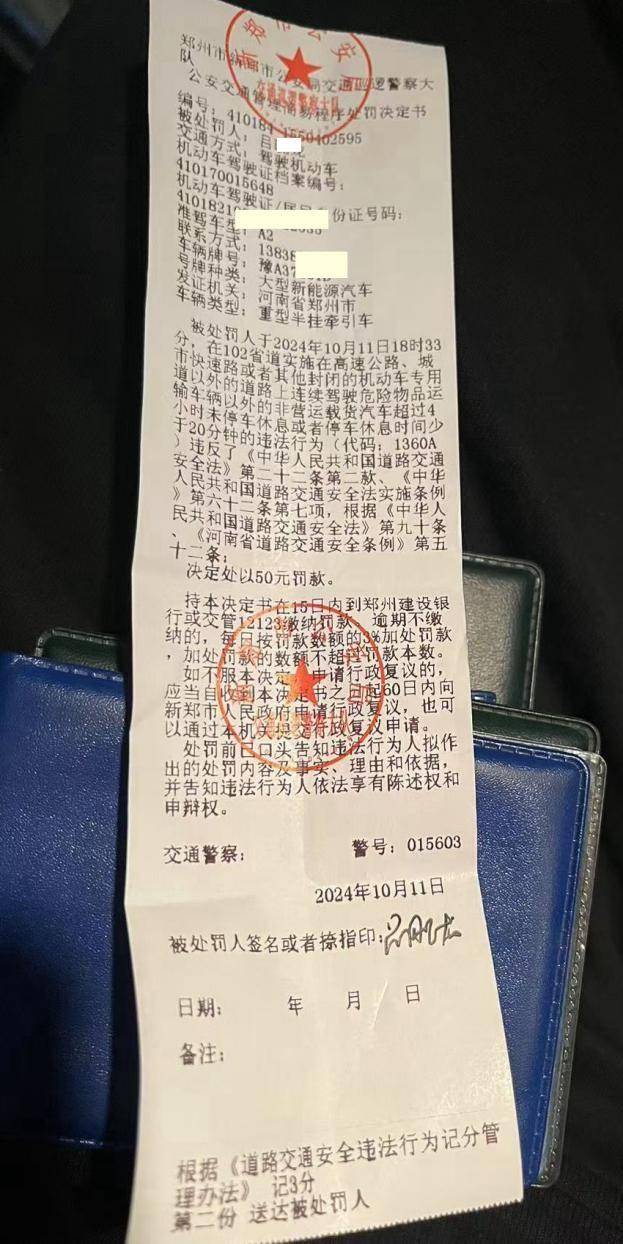 郑州市新郑市公安局交通巡逻警察大
队
公安交通管理简易程序处罚决定书
编号：410184
1550402595
被处罚人：吕
交通方式：驾驶机动车
机动车驾驶证档案编号：
410170015648
机动车驾驶证/居民身份证号码：
4101821
准驾车型：A2
联系方式：13838
车辆牌号：豫A37
号牌种类：大型新能源汽车
发证机关：河南省郑州市
车辆类型：重型半挂牵引车
被处罚人于2024年10月11日18时33
分，在102省道实施在高速公路、城
市快速路或者其他封闭的机动车专用
道以外的道路上连续驾驶危险物品运
输车辆以外的非营运载货汽车超过4
小时未停车休息或者停车休息时间少
于20分钟的违法行为（代码：1360A
）违反了《中华人民共和国道路交通
安全法》第二十二条第二款、《中华
人民共和国道路交通安全法实施条例
》第六十二条第七项，根据《中华人
民共和国道路交通安全法》第九十条
、《河南省道路交通安全条例》第五
十二条；
决定处以50元罚款。
持本决定书在15日内到郑州建设银
行或交管12123缴纳罚款。逾期不缴
纳的，每日按罚款数额的3%加处罚款
，加处罚款的数额不超出罚款本数。
如不服本决定，申请行政复议的，
应当自收到本决定书之日起60日内向
新郑市人民政府申请行政复议，也可
以通过本机关提交行政复议申请。
处罚前已口头告知违法行为人拟作
出的处罚内容及事实、理由和依据，
并告知违法行为人依法享有陈述权和
申辩权。
交通警察： 警号：015603
2024年10月11日
被处罚人签名或者捺指印：
日期： 年 月 日
备注：
根据《道路交通安全违法行为记分管
理办法》 记3分
第二份 送达被处罚人